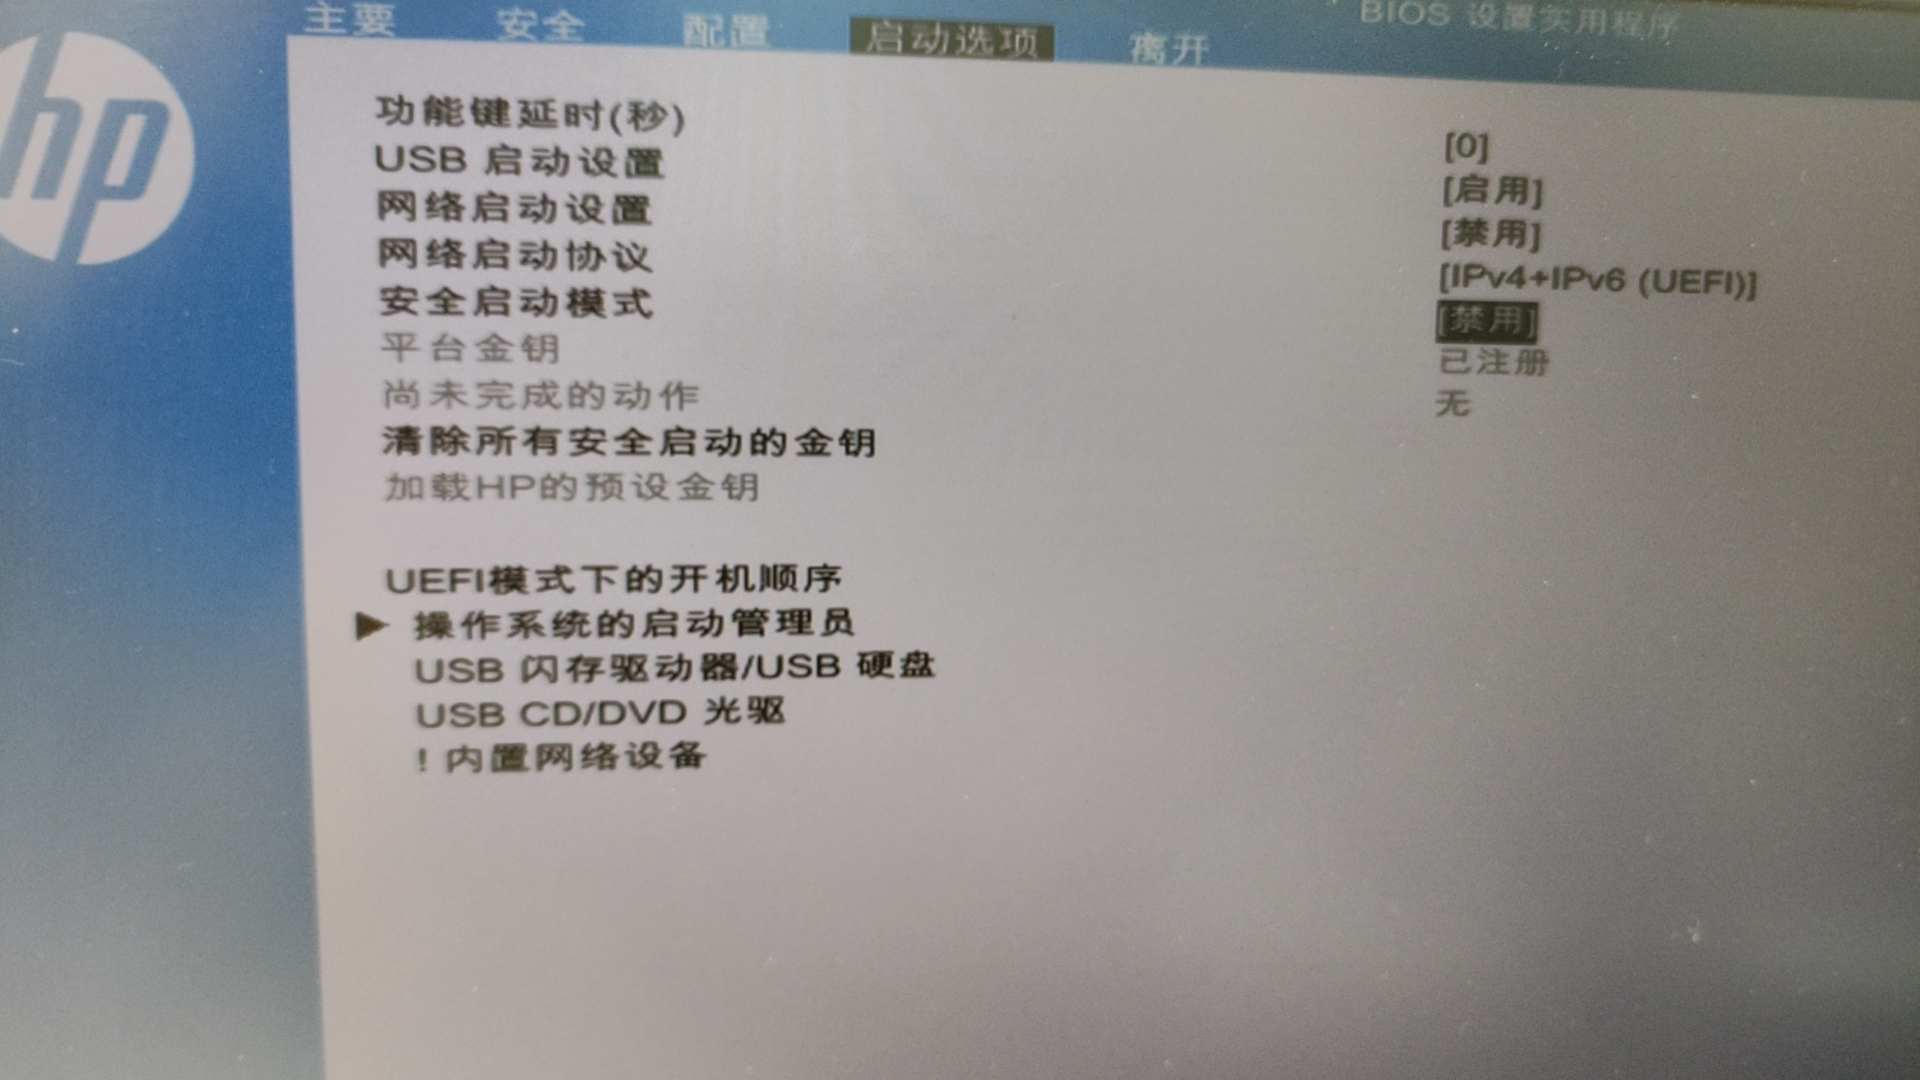 BIOS 设置实用程序
主要 安全 配置 启动选项 离开
hp
功能键延时(秒) [0]
USB 启动设置 [启用]
网络启动设置 [禁用]
网络启动协议 [IPv4+IPv6 (UEFI)]
安全启动模式 [禁用]
平台金钥 已注册
尚未完成的动作 无
清除所有安全启动的金钥
加载HP的预设金钥
UEFI模式下的开机顺序
▶ 操作系统的启动管理员
USB 闪存驱动器/USB 硬盘
USB CD/DVD 光驱
! 内置网络设备